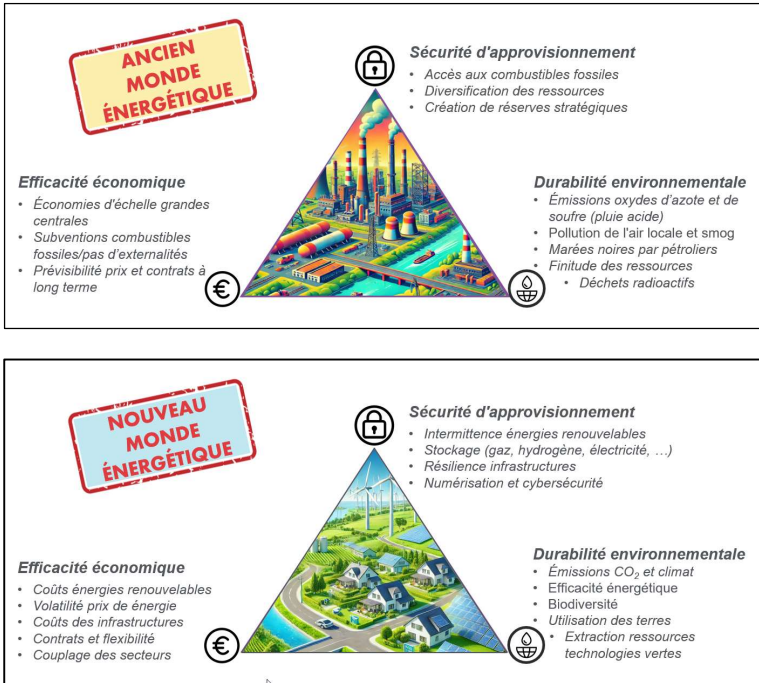 ANCIEN
MONDE
ÉNERGÉTIQUE
Sécurité d'approvisionnement
• Accès aux combustibles fossiles
• Diversification des ressources
• Création de réserves stratégiques
Efficacité économique
• Économies d'échelle grandes
centrales
• Subventions combustibles
fossiles/pas d'externalités
• Prévisibilité prix et contrats à
long terme
€
Durabilité environnementale
• Émissions oxydes d'azote et de
soufre (pluie acide)
• Pollution de l'air locale et smog
• Marées noires par pétroliers
• Finitude des ressources
• Déchets radioactifs
NOUVEAU
MONDE
ÉNERGÉTIQUE
Sécurité d'approvisionnement
• Intermittence énergies renouvelables
• Stockage (gaz, hydrogène, électricité, …)
• Résilience infrastructures
• Numérisation et cybersécurité
Efficacité économique
• Coûts énergies renouvelables
• Volatilité prix de énergie
• Coûts des infrastructures
• Contrats et flexibilité
• Couplage des secteurs
€
Durabilité environnementale
• Émissions CO₂ et climat
• Efficacité énergétique
• Biodiversité
• Utilisation des terres
• Extraction ressources
technologies vertes